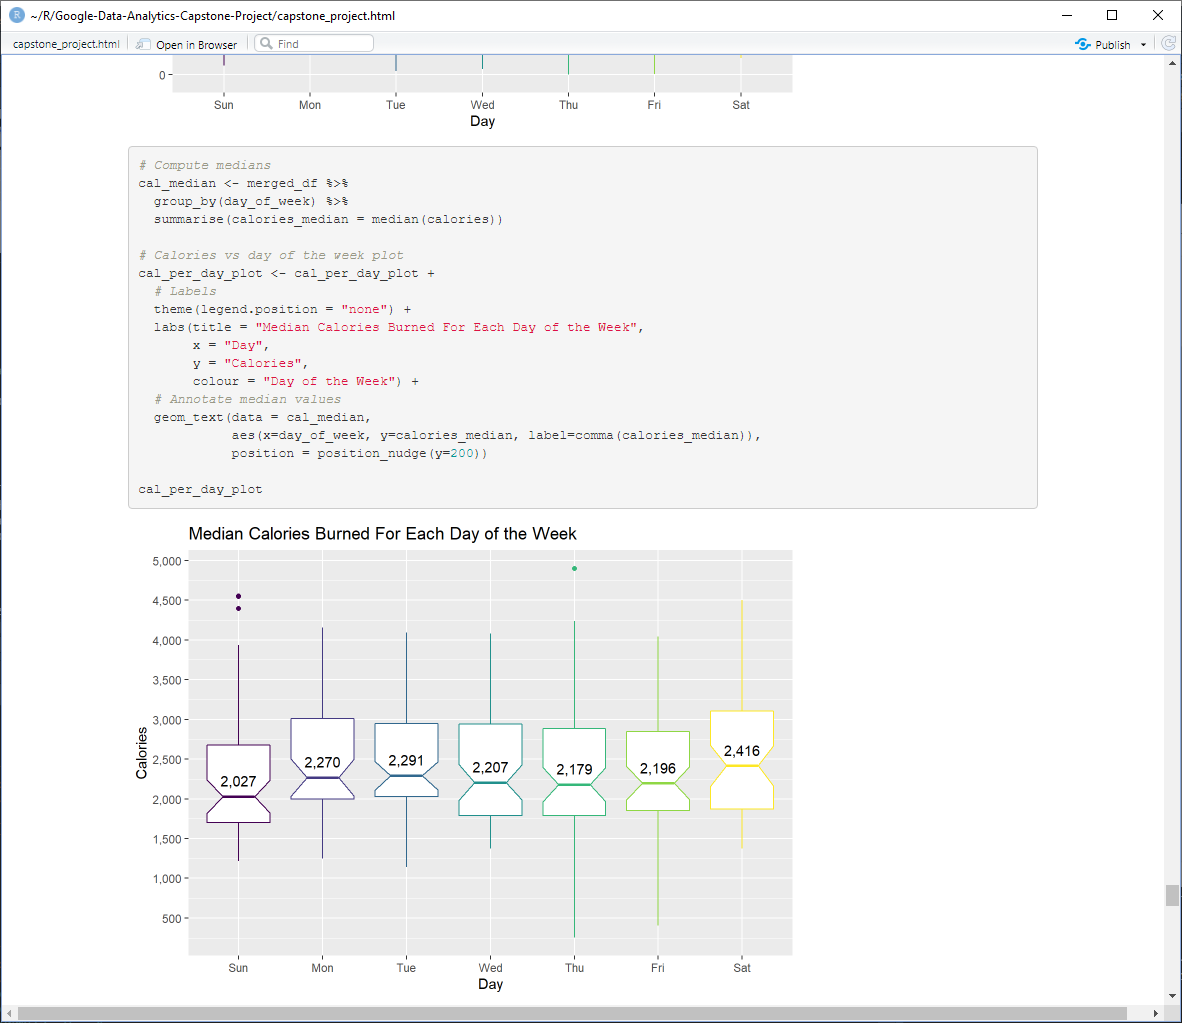 R ~/R/Google-Data-Analytics-Capstone-Project/capstone_project.html
capstone_project.html Open in Browser Find Publish
0
Sun Mon Tue Wed Thu Fri Sat
Day
# Compute medians
cal_median <- merged_df %>%
  group_by(day_of_week) %>%
  summarise(calories_median = median(calories))
# Calories vs day of the week plot
cal_per_day_plot <- cal_per_day_plot +
  # Labels
  theme(legend.position = "none") +
  labs(title = "Median Calories Burned For Each Day of the Week",
       x = "Day",
       y = "Calories",
       colour = "Day of the Week") +
  # Annotate median values
  geom_text(data = cal_median,
            aes(x=day_of_week, y=calories_median, label=comma(calories_median)),
            position = position_nudge(y=200))
cal_per_day_plot
Median Calories Burned For Each Day of the Week
Calories
5,000
4,500
4,000
3,500
3,000
2,500
2,000
1,500
1,000
500
2,027 2,270 2,291 2,207 2,179 2,196 2,416
Sun Mon Tue Wed Thu Fri Sat
Day